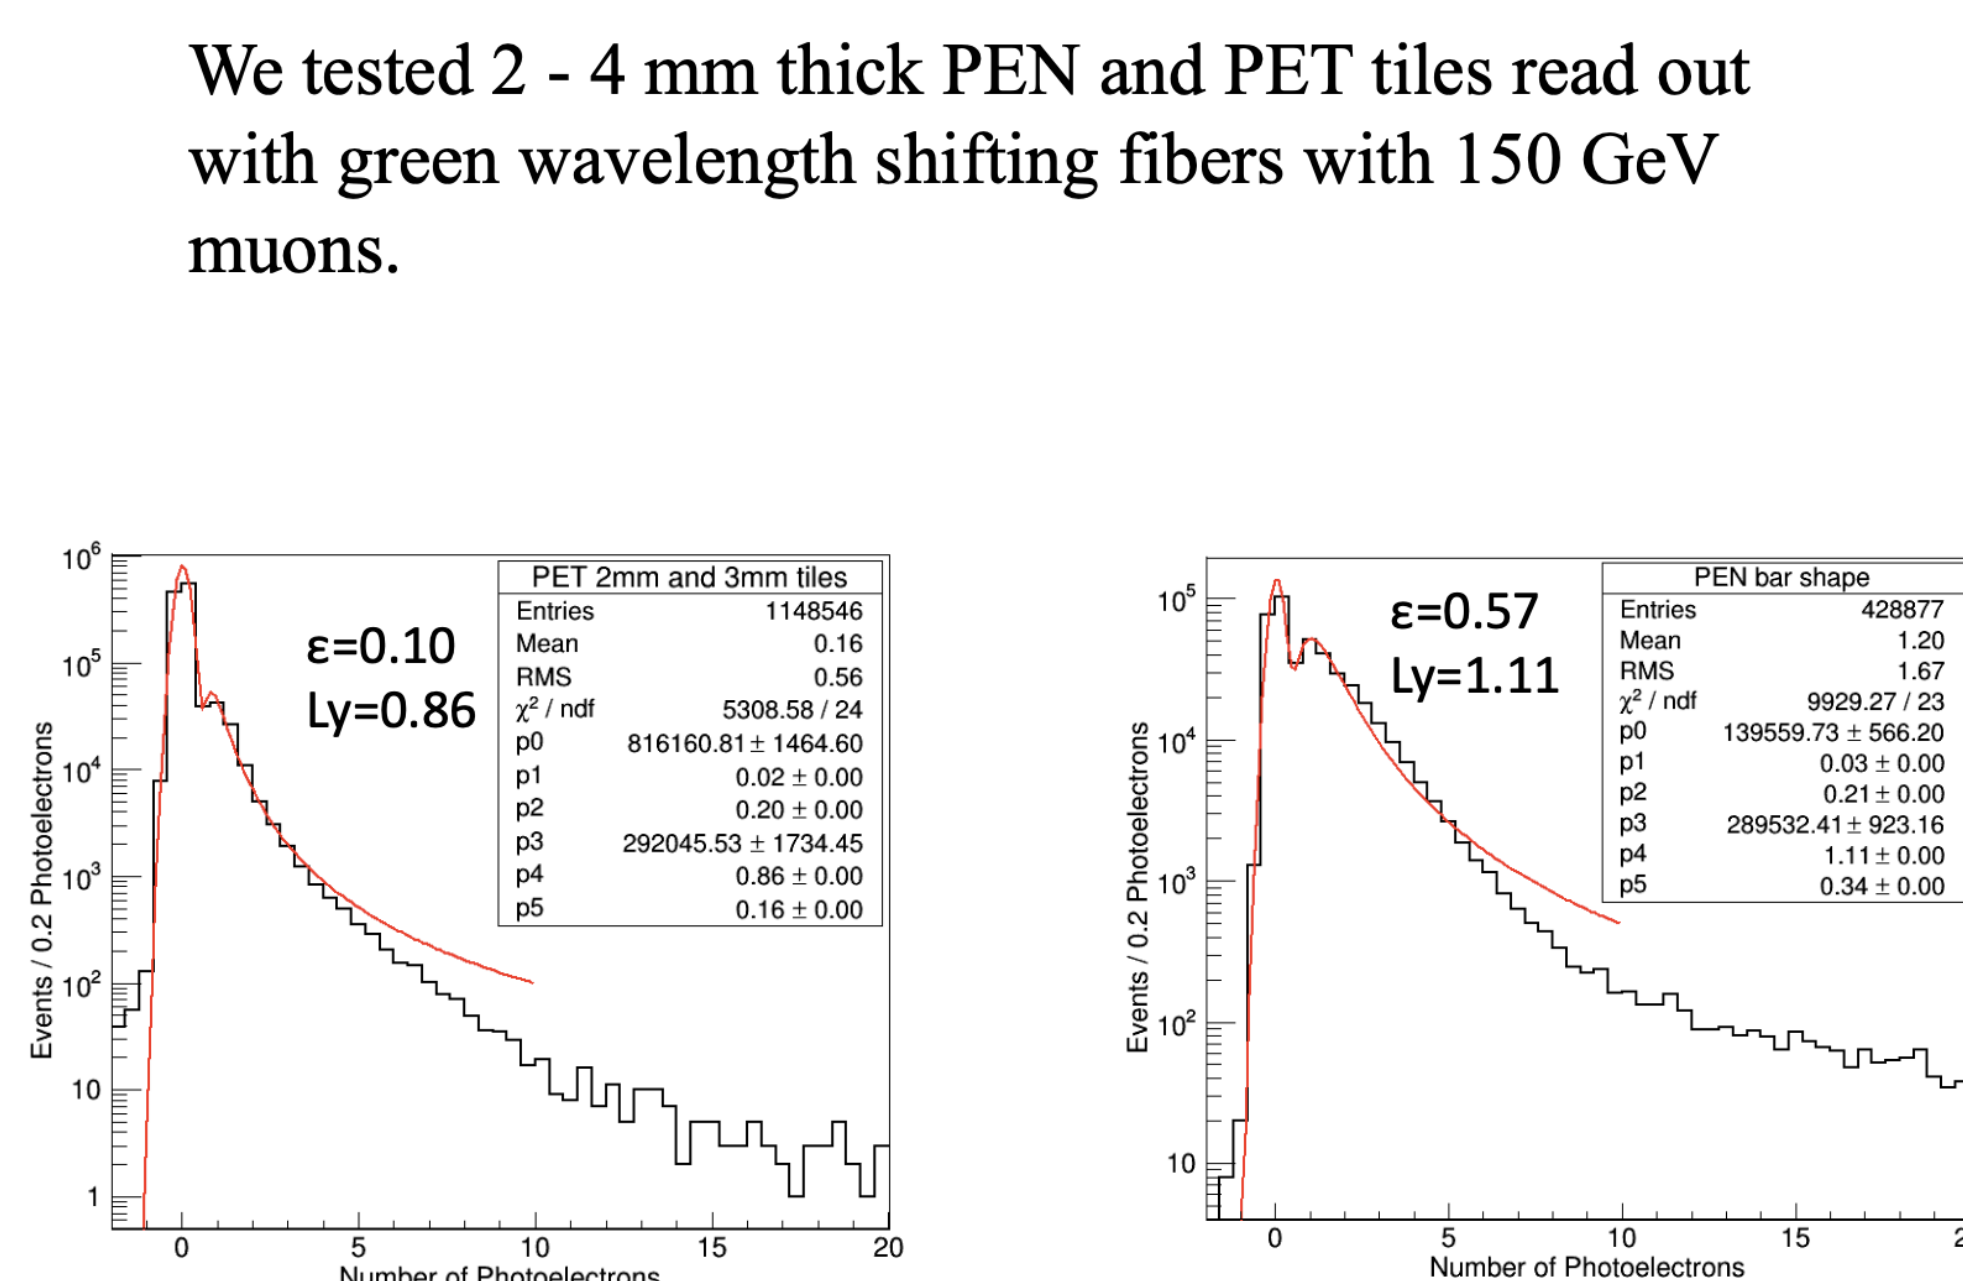 We tested 2 - 4 mm thick PEN and PET tiles read out
with green wavelength shifting fibers with 150 GeV
muons.
PET 2mm and 3mm tiles
Entries 1148546
Mean 0.16
RMS 0.56
χ² / ndf 5308.58 / 24
p0 816160.81 ± 1464.60
p1 0.02 ± 0.00
p2 0.20 ± 0.00
p3 292045.53 ± 1734.45
p4 0.86 ± 0.00
p5 0.16 ± 0.00
ε=0.10
Ly=0.86
Events / 0.2 Photoelectrons
10⁶
10⁵
10⁴
10³
10²
10
1
0 5 10 15 20
Number of Photoelectrons
PEN bar shape
Entries 428877
Mean 1.20
RMS 1.67
χ² / ndf 9929.27 / 23
p0 139559.73 ± 566.20
p1 0.03 ± 0.00
p2 0.21 ± 0.00
p3 289532.41 ± 923.16
p4 1.11 ± 0.00
p5 0.34 ± 0.00
ε=0.57
Ly=1.11
Events / 0.2 Photoelectrons
10⁵
10⁴
10³
10²
10
0 5 10 15 2
Number of Photoelectrons